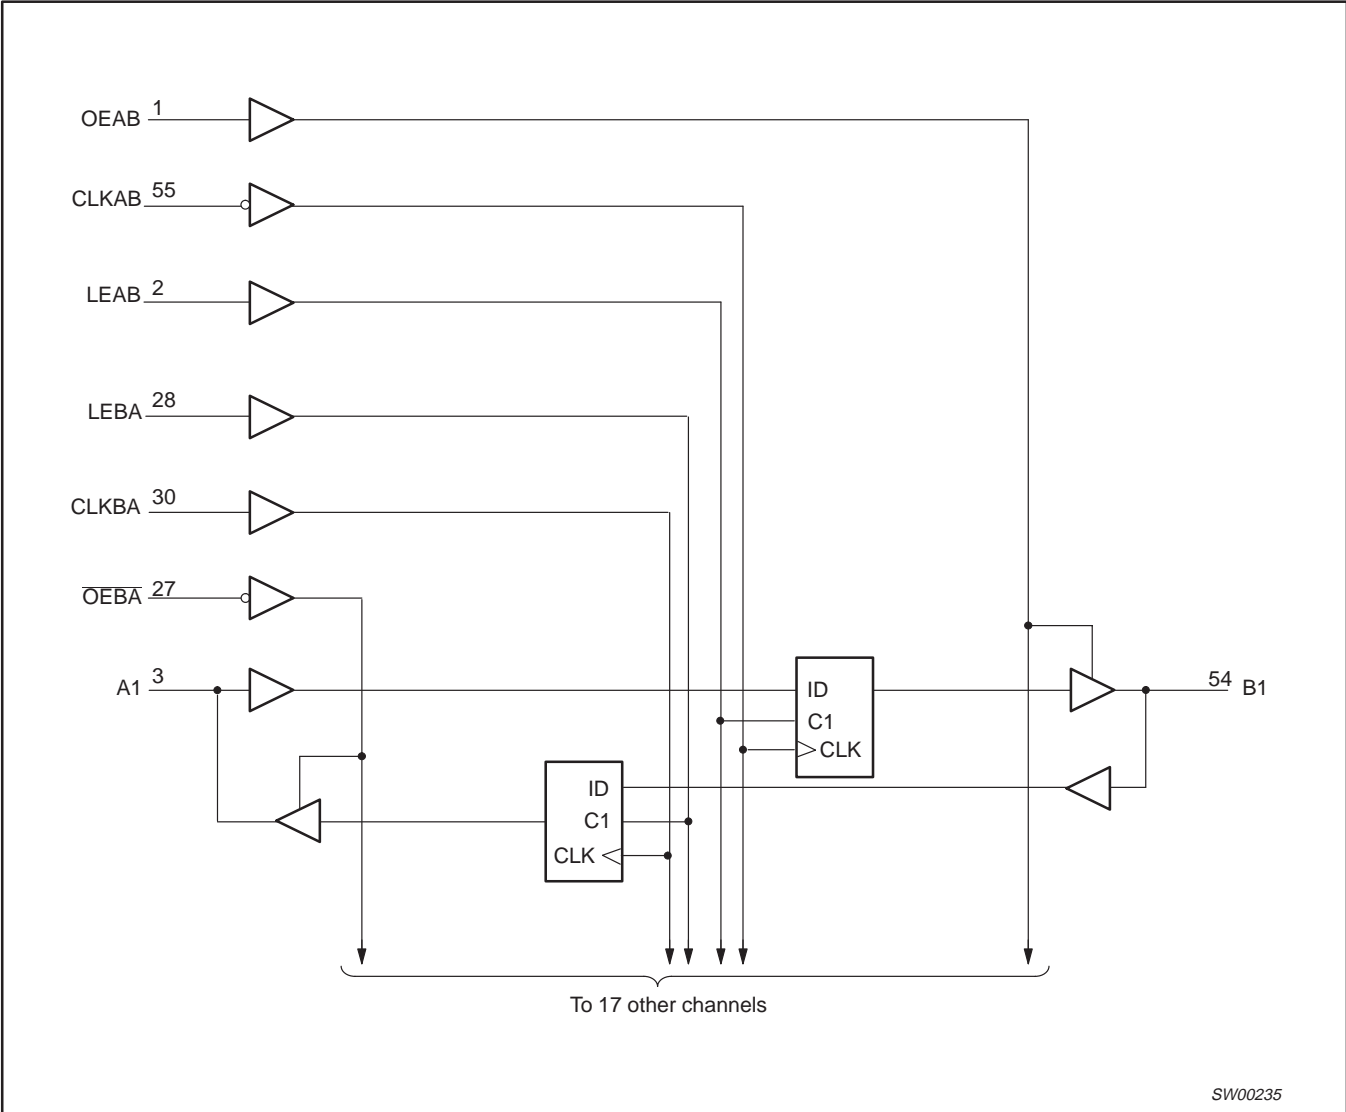 OEAB 1
CLKAB 55
LEAB 2
LEBA 28
CLKBA 30
O̅E̅B̅A̅ 27
A1 3
ID
C1
CLK
54 B1
ID
C1
CLK
To 17 other channels
SW00235